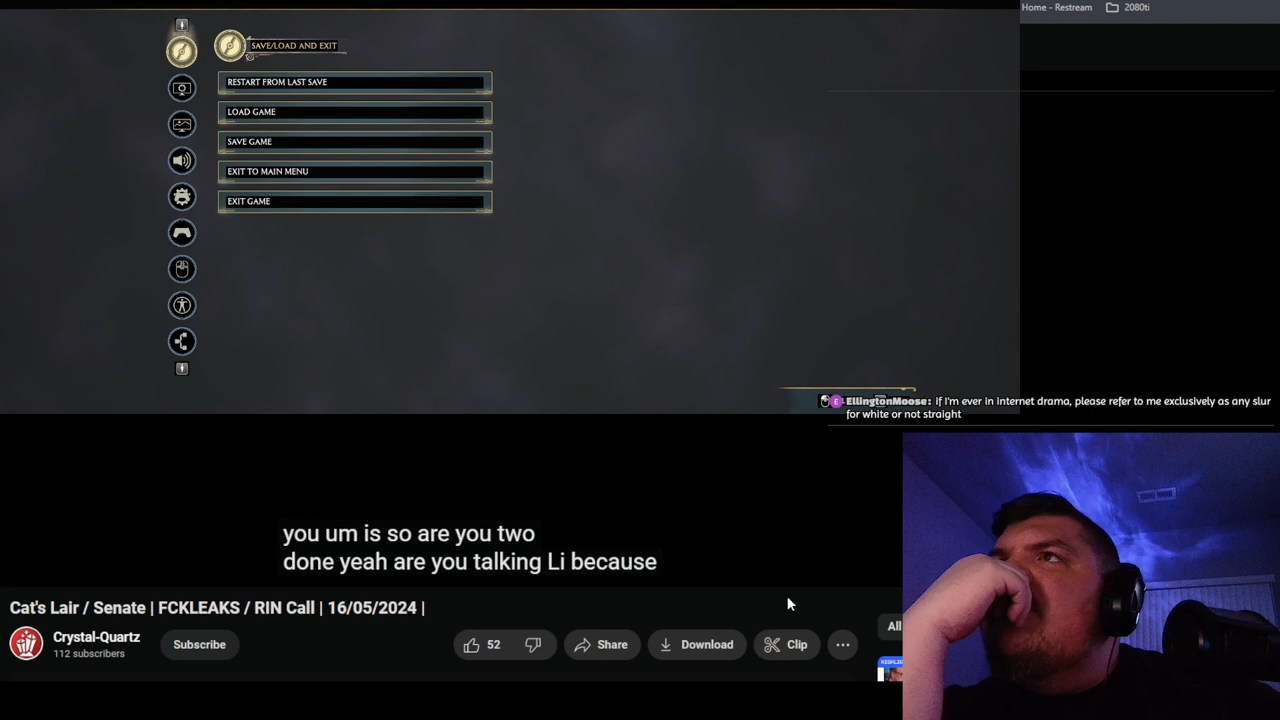 Home - Restream
2080ti
SAVE/LOAD AND EXIT
RESTART FROM LAST SAVE
LOAD GAME
SAVE GAME
EXIT TO MAIN MENU
EXIT GAME
EllingtonMoose: If I'm ever in internet drama, please refer to me exclusively as any slur
for white or not straight
you um is so are you two
done yeah are you talking Li because
Cat's Lair / Senate | FCKLEAKS / RIN Call | 16/05/2024 |
Crystal-Quartz
112 subscribers
Subscribe
52
Share
Download
Clip
All